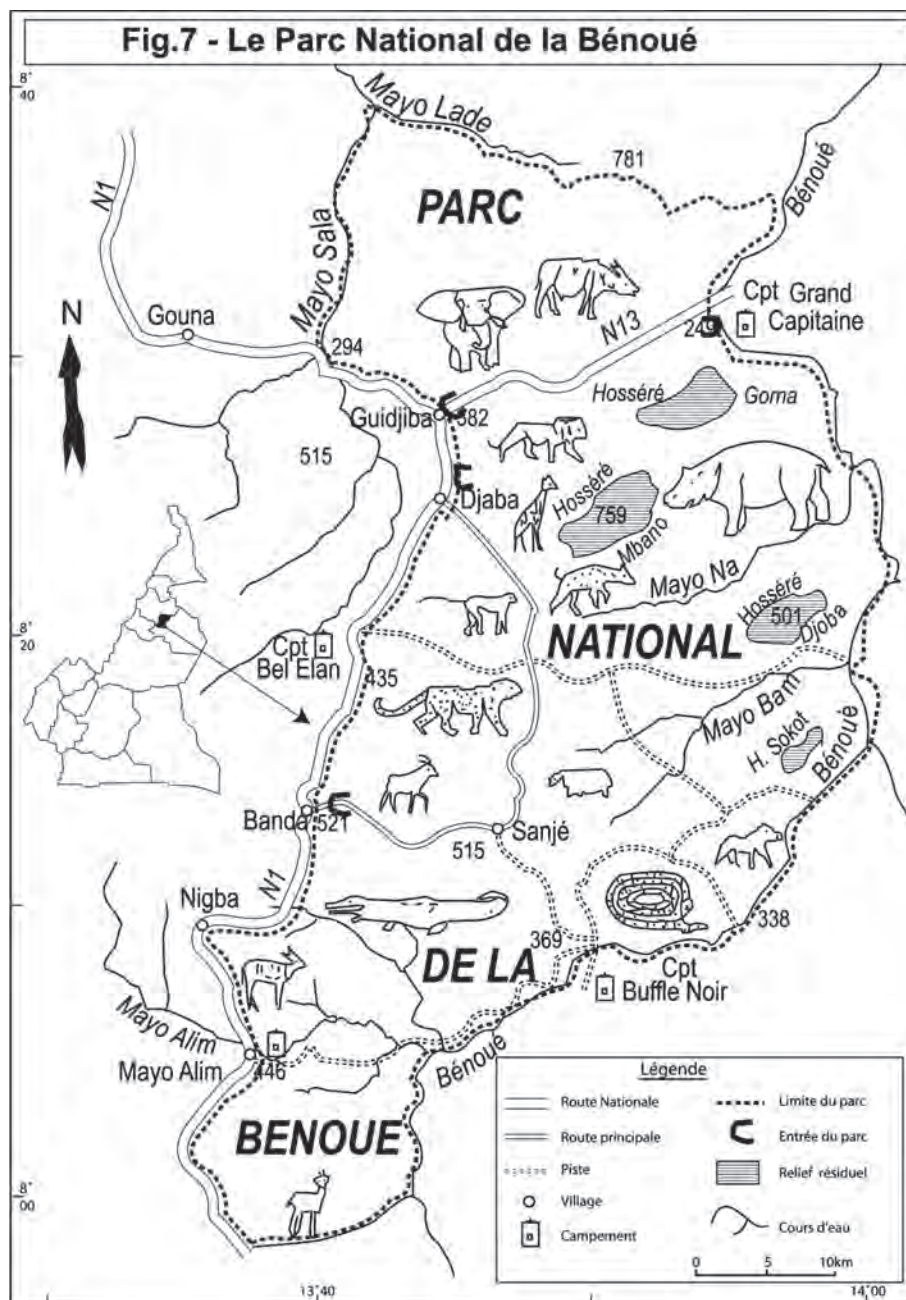 Fig.7 - Le Parc National de la Bénoué
8°
40
Mayo Lade
781
N1
PARC
Bénoué
Mayo Sala
Cpt Grand
Capitaine
N
Gouna
N13
249
294
Hosséré
Goma
Guidjiba
382
515
Djaba
Hosséré
759
Mbano
Mayo Na
Hosséré
501
Djoba
20
Cpt
Bel Elan
NATIONAL
435
Mayo Bam
H. Sokot
Bénoué
Banda
521
Sanjé
515
N1
Nigba
338
369
DE LA
Cpt
Buffle Noir
Mayo Alim
Bénoué
Mayo Alim
446
BENOUE
8°
00
Légende
Route Nationale
Limite du parc
Route principale
Entrée du parc
Piste
Relief résiduel
Village
Campement
Cours d'eau
0 5 10km
13°40
14°00